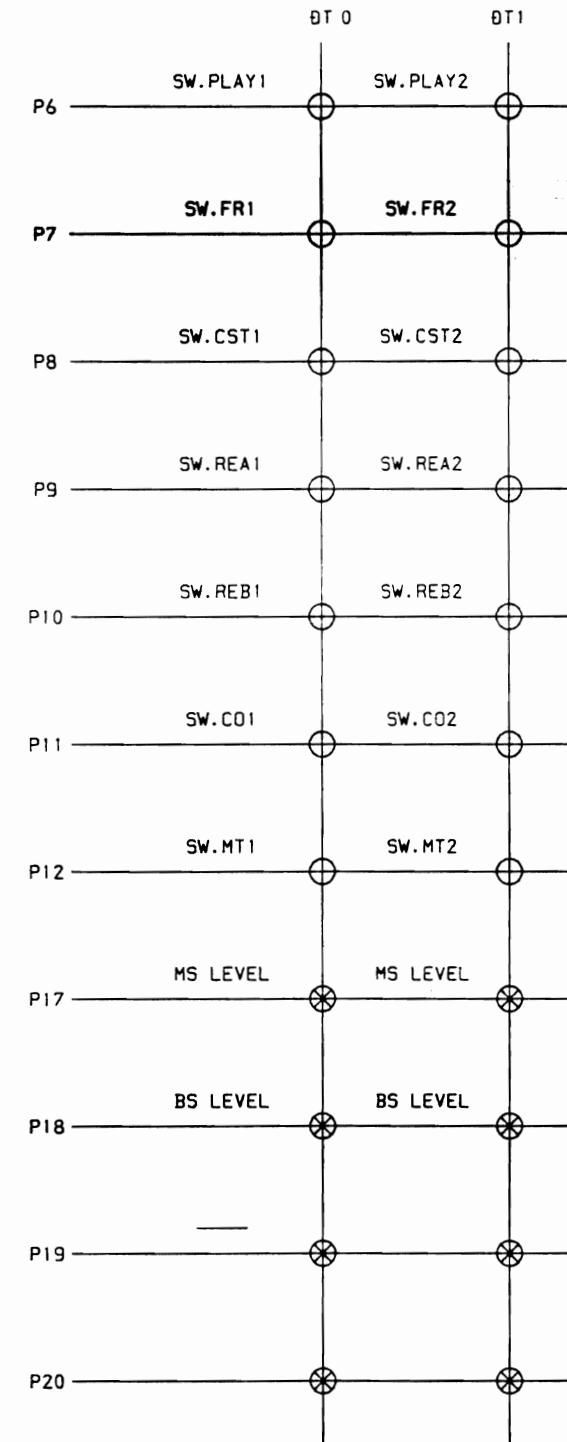 ĐT 0 ĐT1
SW.PLAY1 SW.PLAY2
P6
SW.FR1 SW.FR2
P7
SW.CST1 SW.CST2
P8
SW.REA1 SW.REA2
P9
SW.REB1 SW.REB2
P10
SW.CO1 SW.CO2
P11
SW.MT1 SW.MT2
P12
MS LEVEL MS LEVEL
P17
BS LEVEL BS LEVEL
P18
P19
P20